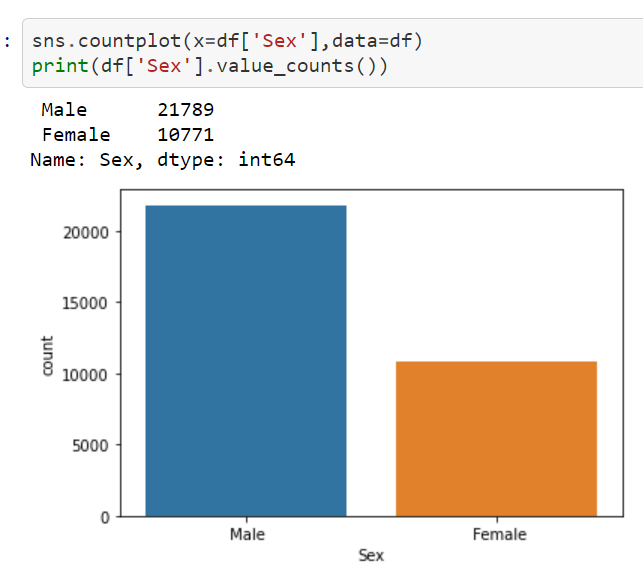 : sns.countplot(x=df['Sex'],data=df)
print(df['Sex'].value_counts())
Male 21789
Female 10771
Name: Sex, dtype: int64
20000
15000
10000
5000
0
count
Male Female
Sex